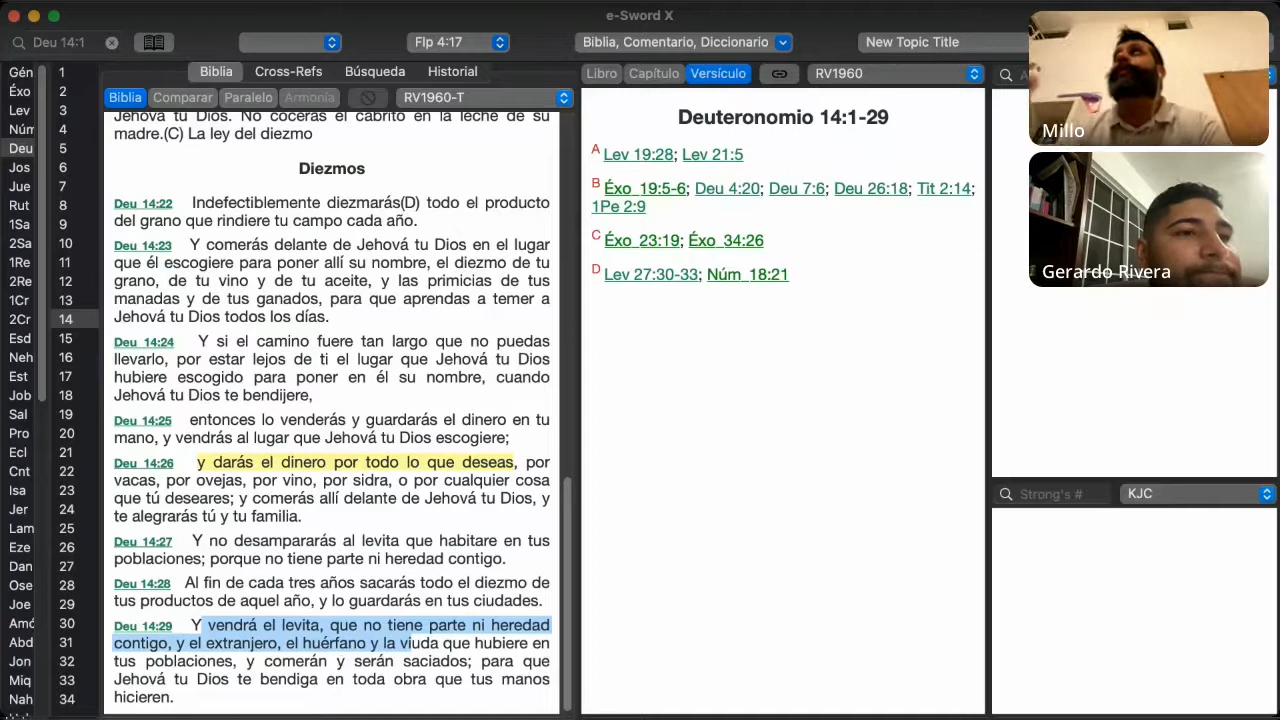 e-Sword X
Deu 14:1
Flp 4:17
Biblia, Comentario, Diccionario
New Topic Title
Biblia
Cross-Refs
Búsqueda
Historial
Biblia
Comparar
Paralelo
Armonía
RV1960-T
Libro
Capítulo
Versículo
RV1960
Gén
Éxo
Lev
Núm
Deu
Jos
Jue
Rut
1Sa
2Sa
1Re
2Re
1Cr
2Cr
Esd
Neh
Est
Job
Sal
Pro
Ecl
Cnt
Isa
Jer
Lam
Eze
Dan
Ose
Joe
Amó
Abd
Jon
Miq
Nah
1
2
3
4
5
6
7
8
9
10
11
12
13
14
15
16
17
18
19
20
21
22
23
24
25
26
27
28
29
30
31
32
33
34
Jehová tu Dios. No cocerás el cabrito en la leche de su
madre.(C) La ley del diezmo
Diezmos
Deu 14:22 Indefectiblemente diezmarás(D) todo el producto
del grano que rindiere tu campo cada año.
Deu 14:23 Y comerás delante de Jehová tu Dios en el lugar
que él escogiere para poner allí su nombre, el diezmo de tu
grano, de tu vino y de tu aceite, y las primicias de tus
manadas y de tus ganados, para que aprendas a temer a
Jehová tu Dios todos los días.
Deu 14:24 Y si el camino fuere tan largo que no puedas
llevarlo, por estar lejos de ti el lugar que Jehová tu Dios
hubiere escogido para poner en él su nombre, cuando
Jehová tu Dios te bendijere,
Deu 14:25 entonces lo venderás y guardarás el dinero en tu
mano, y vendrás al lugar que Jehová tu Dios escogiere;
Deu 14:26 y darás el dinero por todo lo que deseas, por
vacas, por ovejas, por vino, por sidra, o por cualquier cosa
que tú deseares; y comerás allí delante de Jehová tu Dios, y
te alegrarás tú y tu familia.
Deu 14:27 Y no desampararás al levita que habitare en tus
poblaciones; porque no tiene parte ni heredad contigo.
Deu 14:28 Al fin de cada tres años sacarás todo el diezmo de
tus productos de aquel año, y lo guardarás en tus ciudades.
Deu 14:29 Y vendrá el levita, que no tiene parte ni heredad
contigo, y el extranjero, el huérfano y la viuda que hubiere en
tus poblaciones, y comerán y serán saciados; para que
Jehová tu Dios te bendiga en toda obra que tus manos
hicieren.
Deuteronomio 14:1-29
A Lev 19:28; Lev 21:5
B Éxo 19:5-6; Deu 4:20; Deu 7:6; Deu 26:18; Tit 2:14;
1Pe 2:9
C Éxo 23:19; Éxo 34:26
D Lev 27:30-33; Núm 18:21
Millo
Gerardo Rivera
Strong's #
KJC